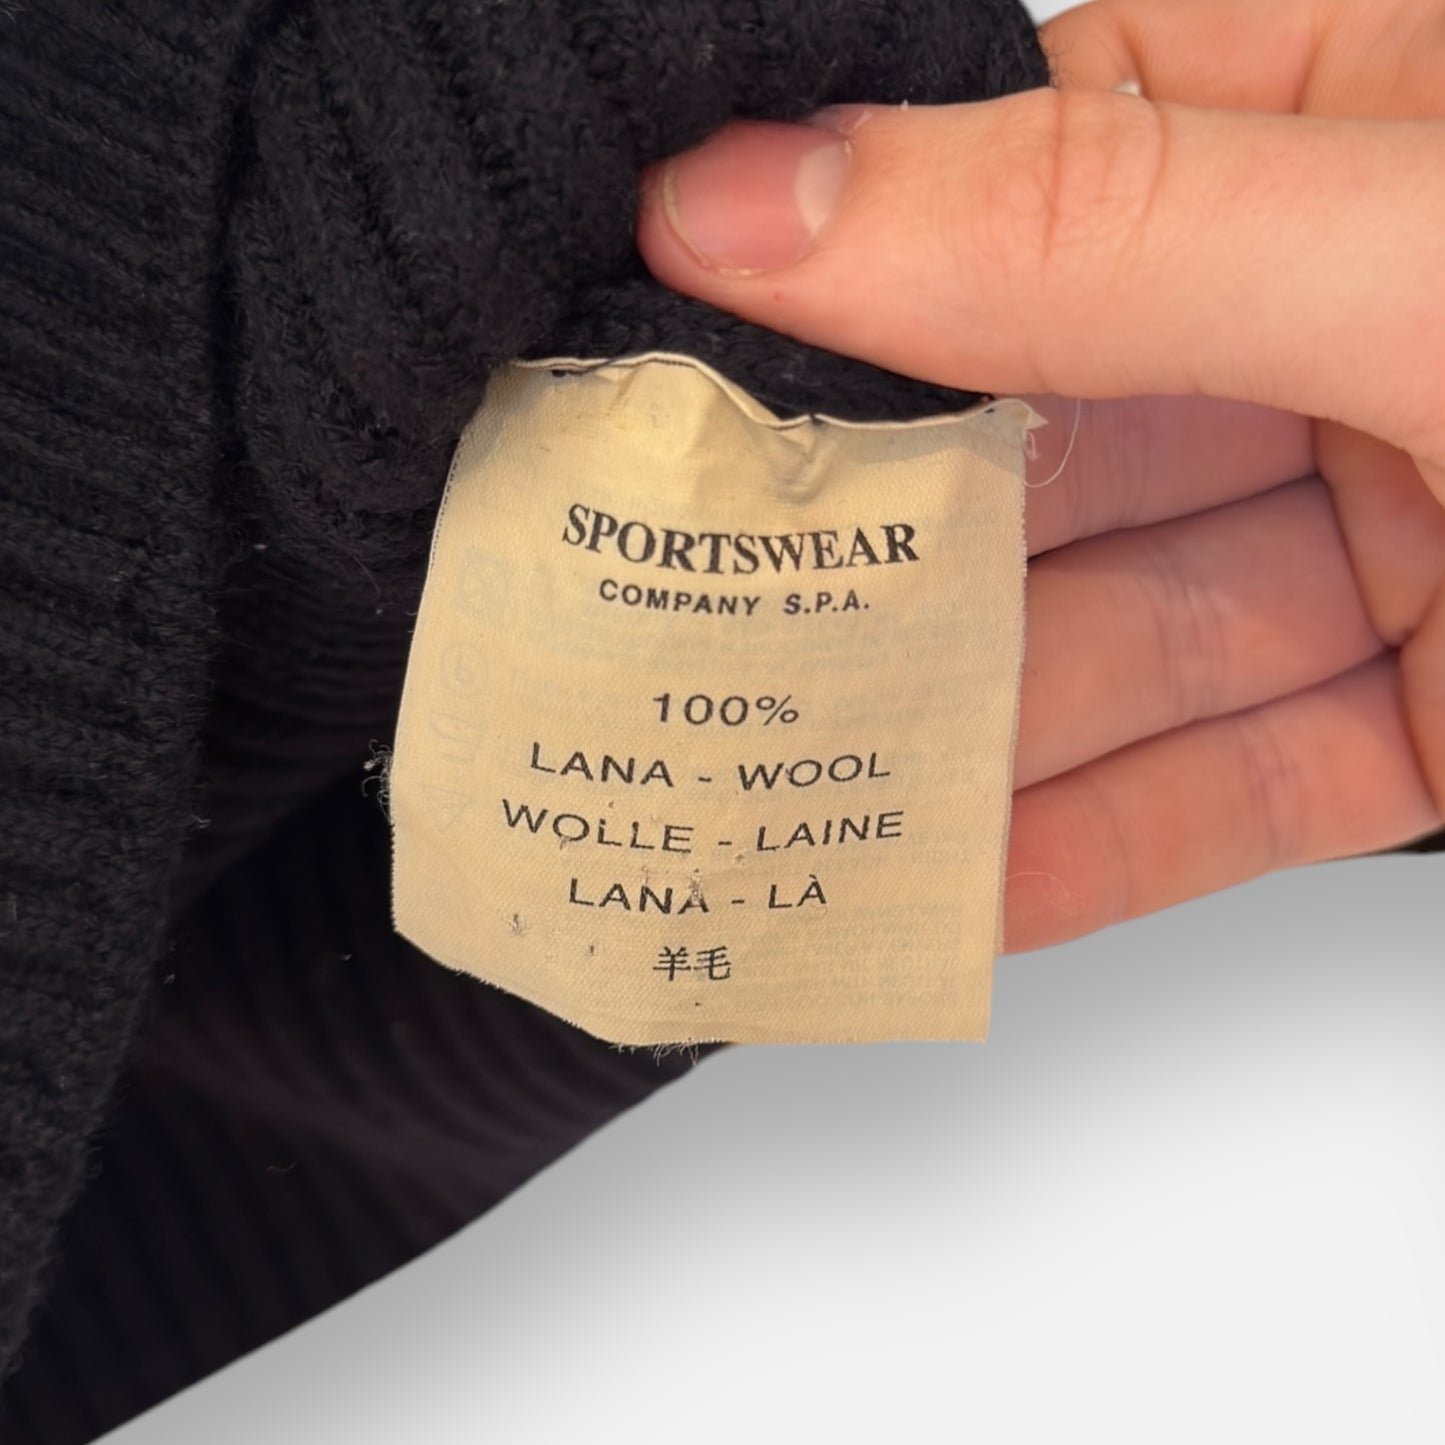 SPORTSWEAR
COMPANY S.P.A.
100%
LANA - WOOL
WOLLE - LAINE
LANA - LÀ
羊毛